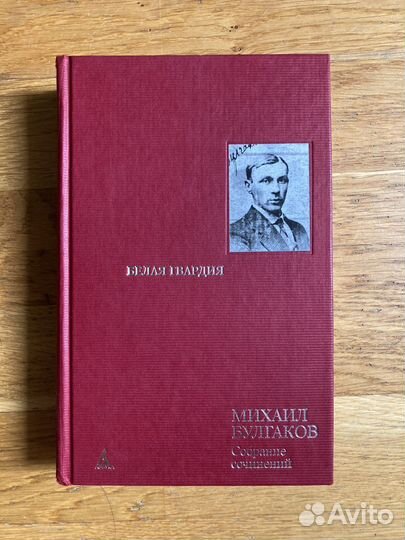 БЕЛАЯ ГВАРДИЯ
МИХАИЛ
БУЛГАКОВ
Собрание
сочинений
Avito